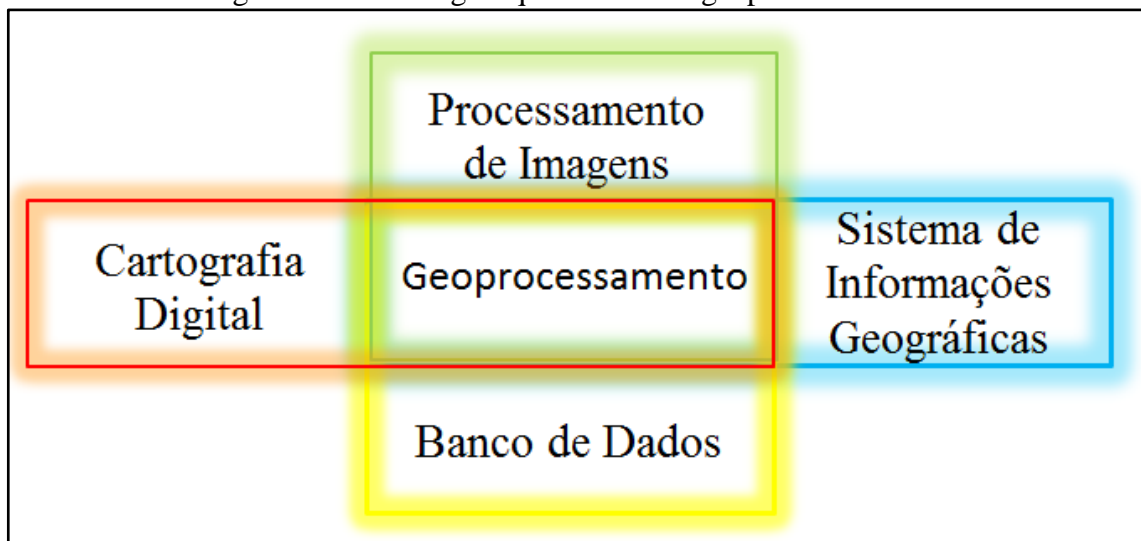 Processamento
de Imagens
Cartografia
Digital
Geoprocessamento
Sistema de
Informações
Geográficas
Banco de Dados